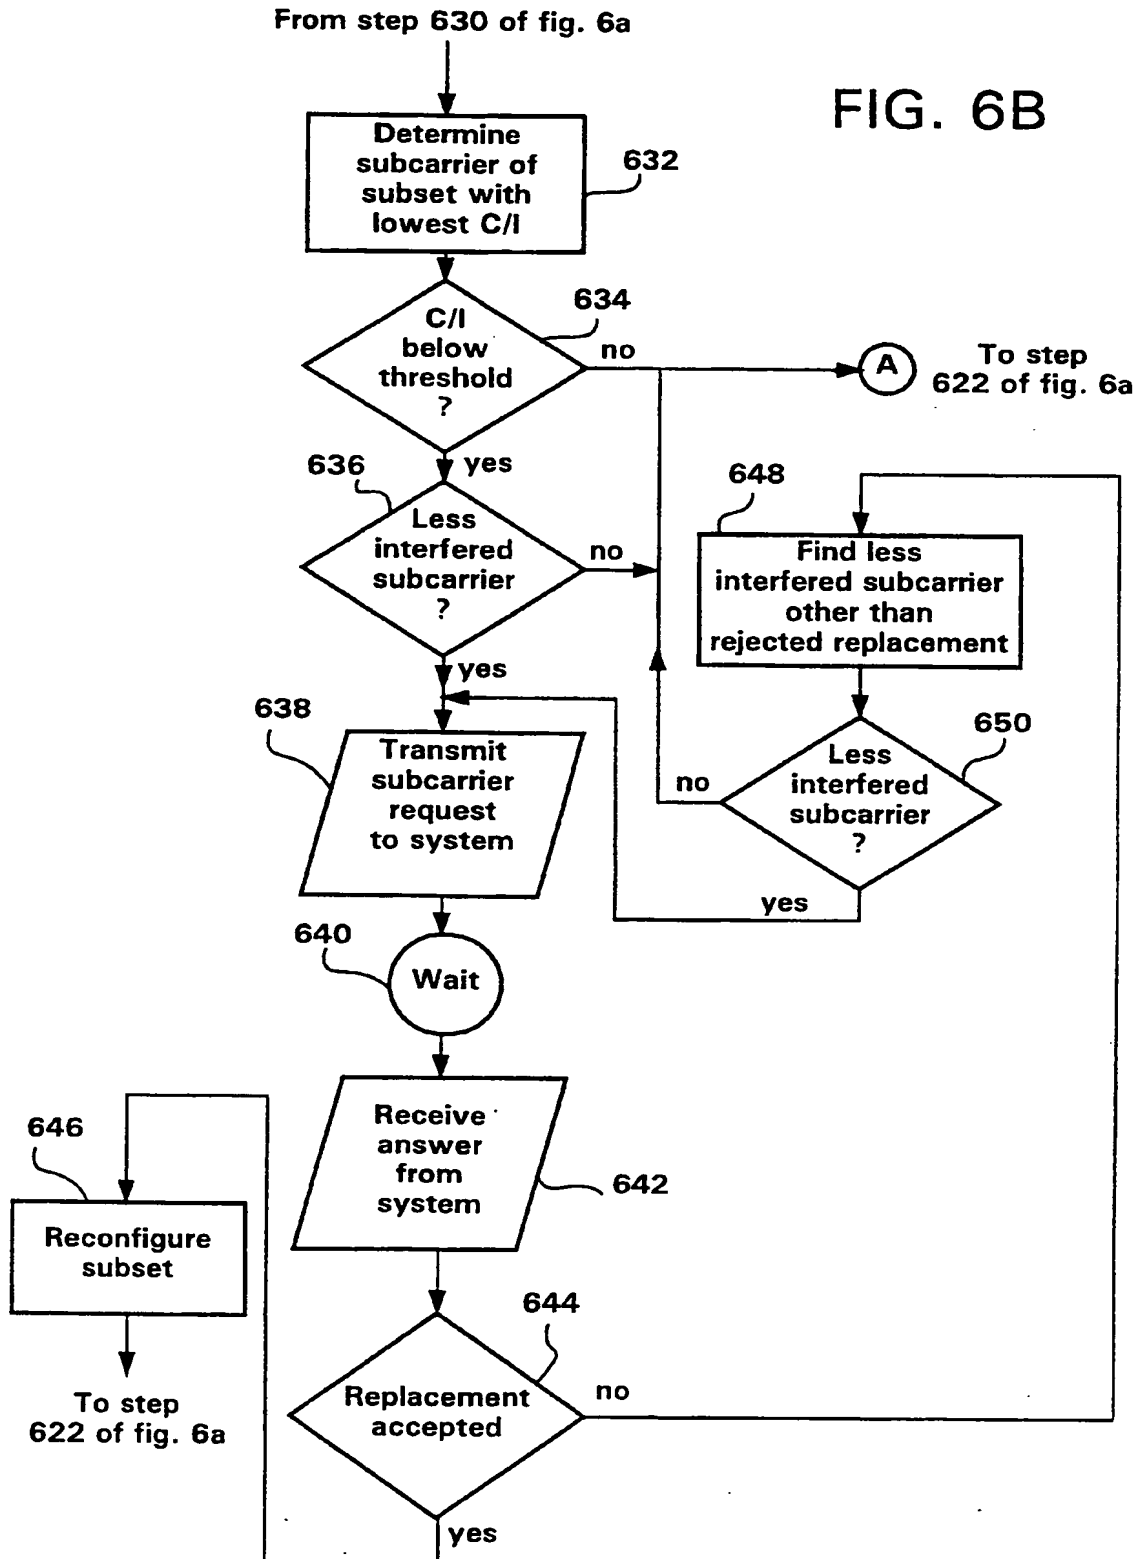 From step 630 of fig. 6a
FIG. 6B
Determine
subcarrier of
subset with
lowest C/I
632
C/I
below
threshold
?
634
no
A
To step
622 of fig. 6a
yes
636
Less
interfered
subcarrier
?
no
648
Find less
interfered subcarrier
other than
rejected replacement
yes
638
Transmit
subcarrier
request
to system
650
Less
interfered
subcarrier
?
no
yes
640
Wait
Receive
answer
from
system
642
646
Reconfigure
subset
To step
622 of fig. 6a
644
Replacement
accepted
no
yes